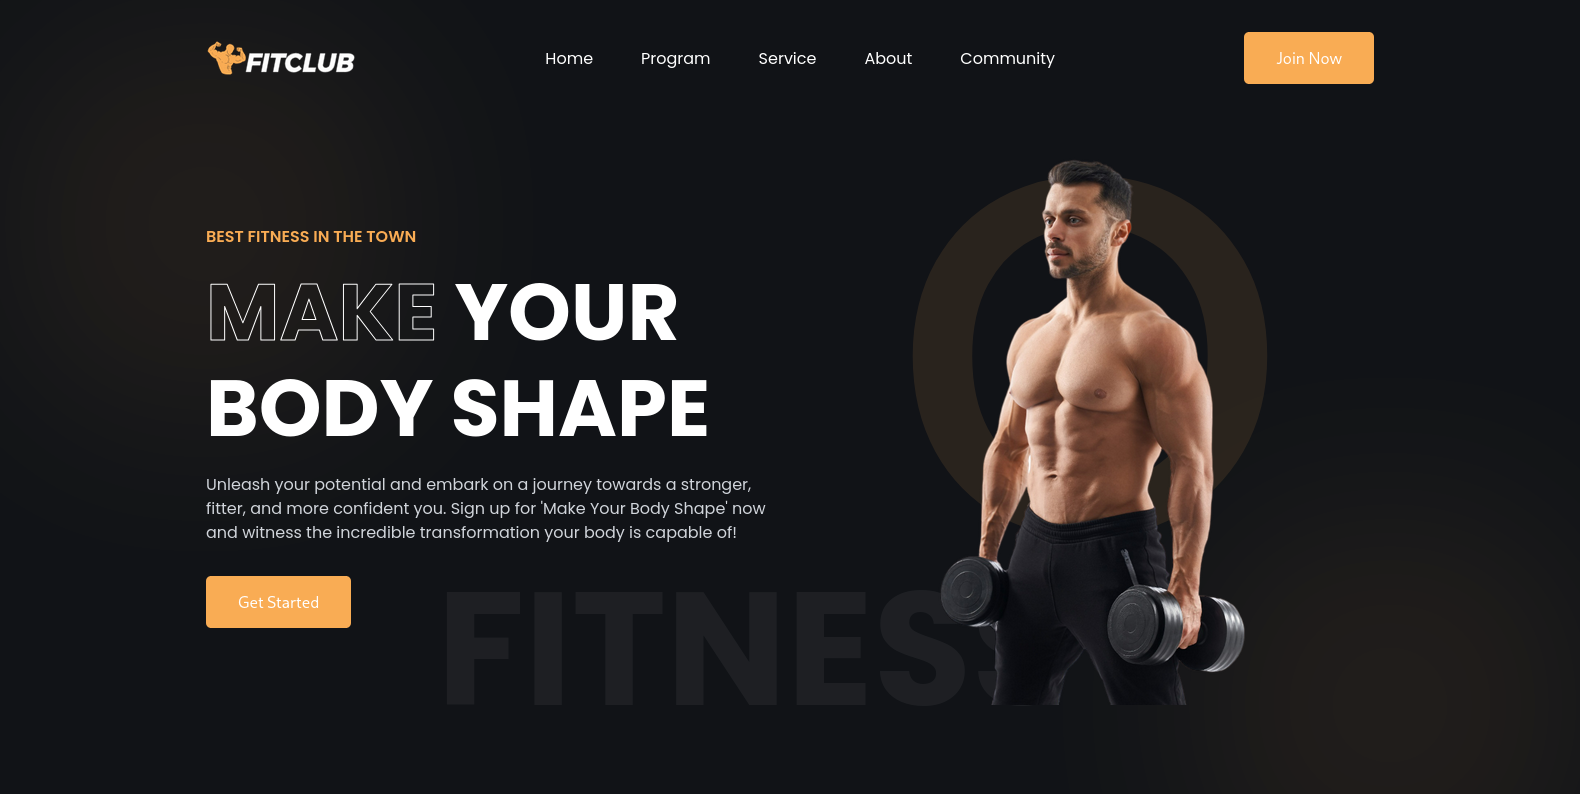 FITCLUB
Home
Program
Service
About
Community
Join Now
BEST FITNESS IN THE TOWN
MAKE YOUR
BODY SHAPE
Unleash your potential and embark on a journey towards a stronger,
fitter, and more confident you. Sign up for 'Make Your Body Shape' now
and witness the incredible transformation your body is capable of!
Get Started
FITNESS